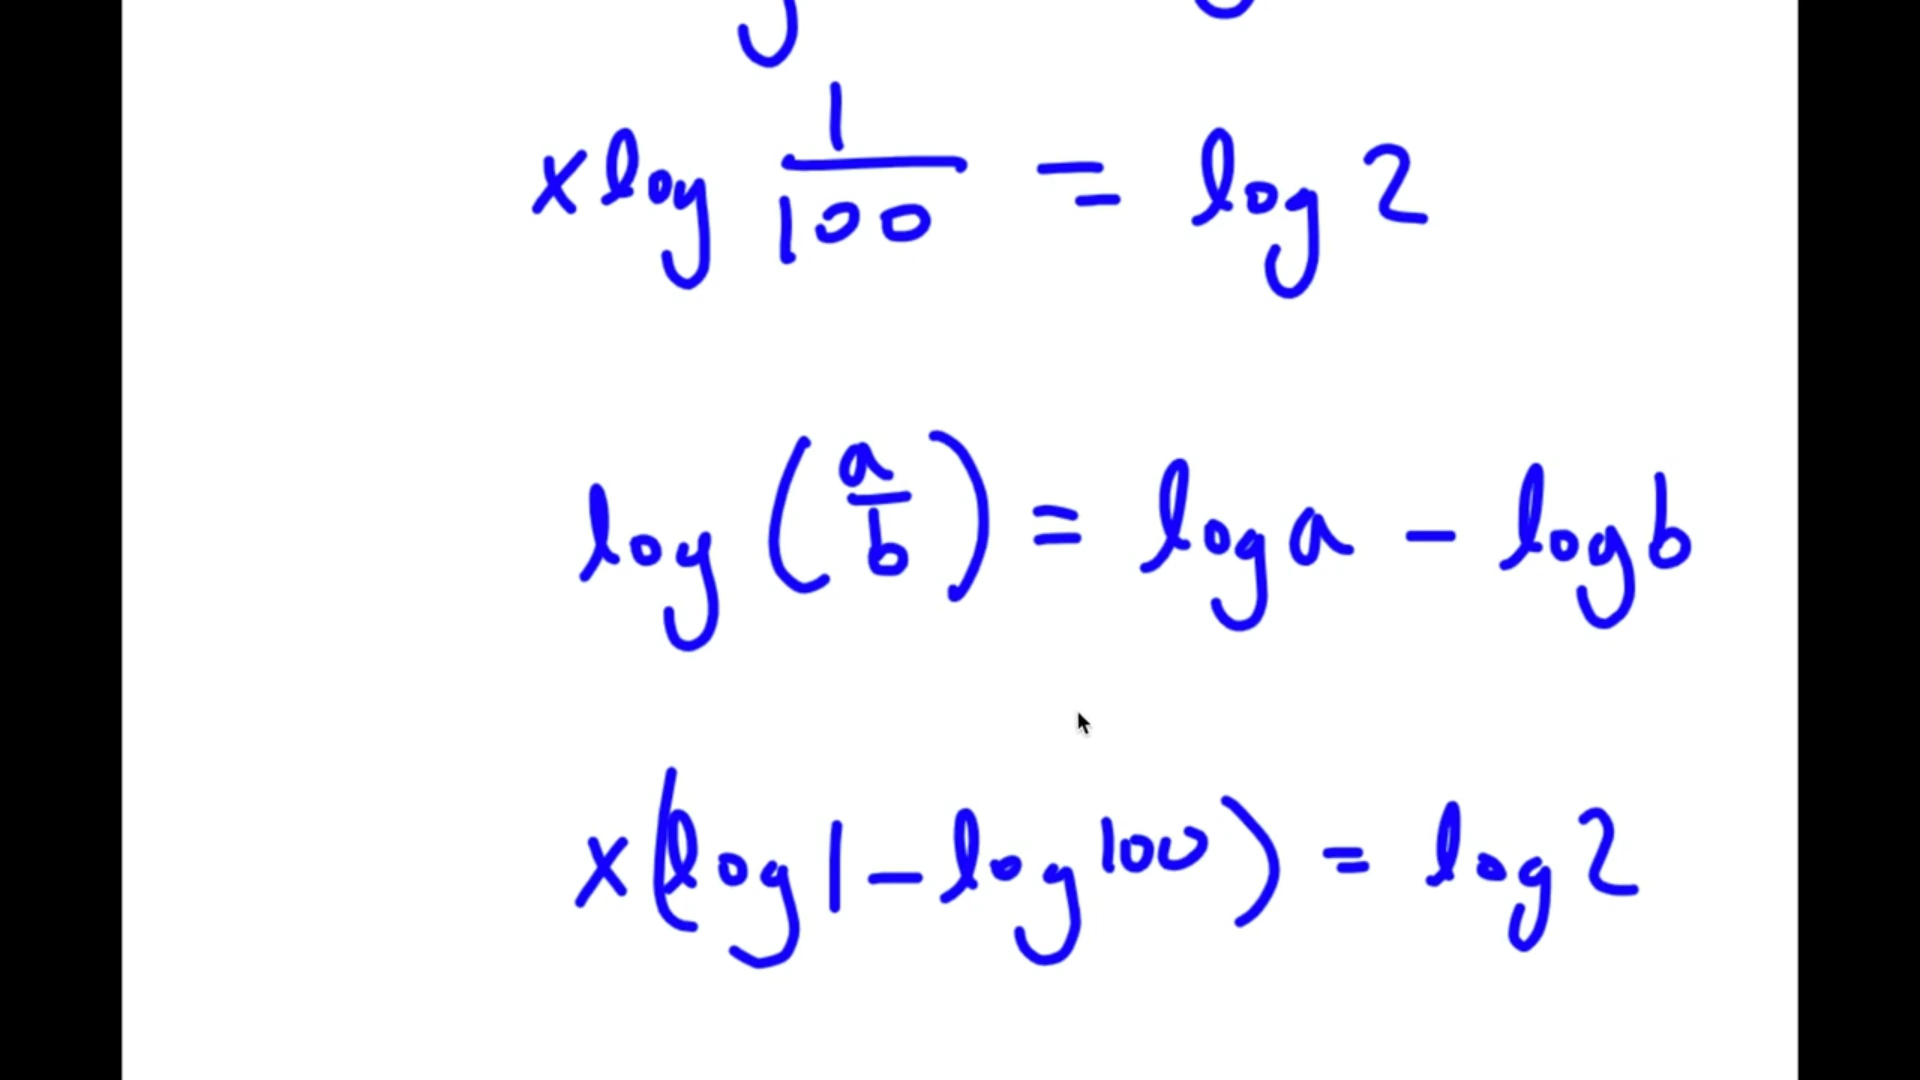 x log 1/100 = log 2
log (a/b) = log a - log b
x(log 1 - log 100) = log 2